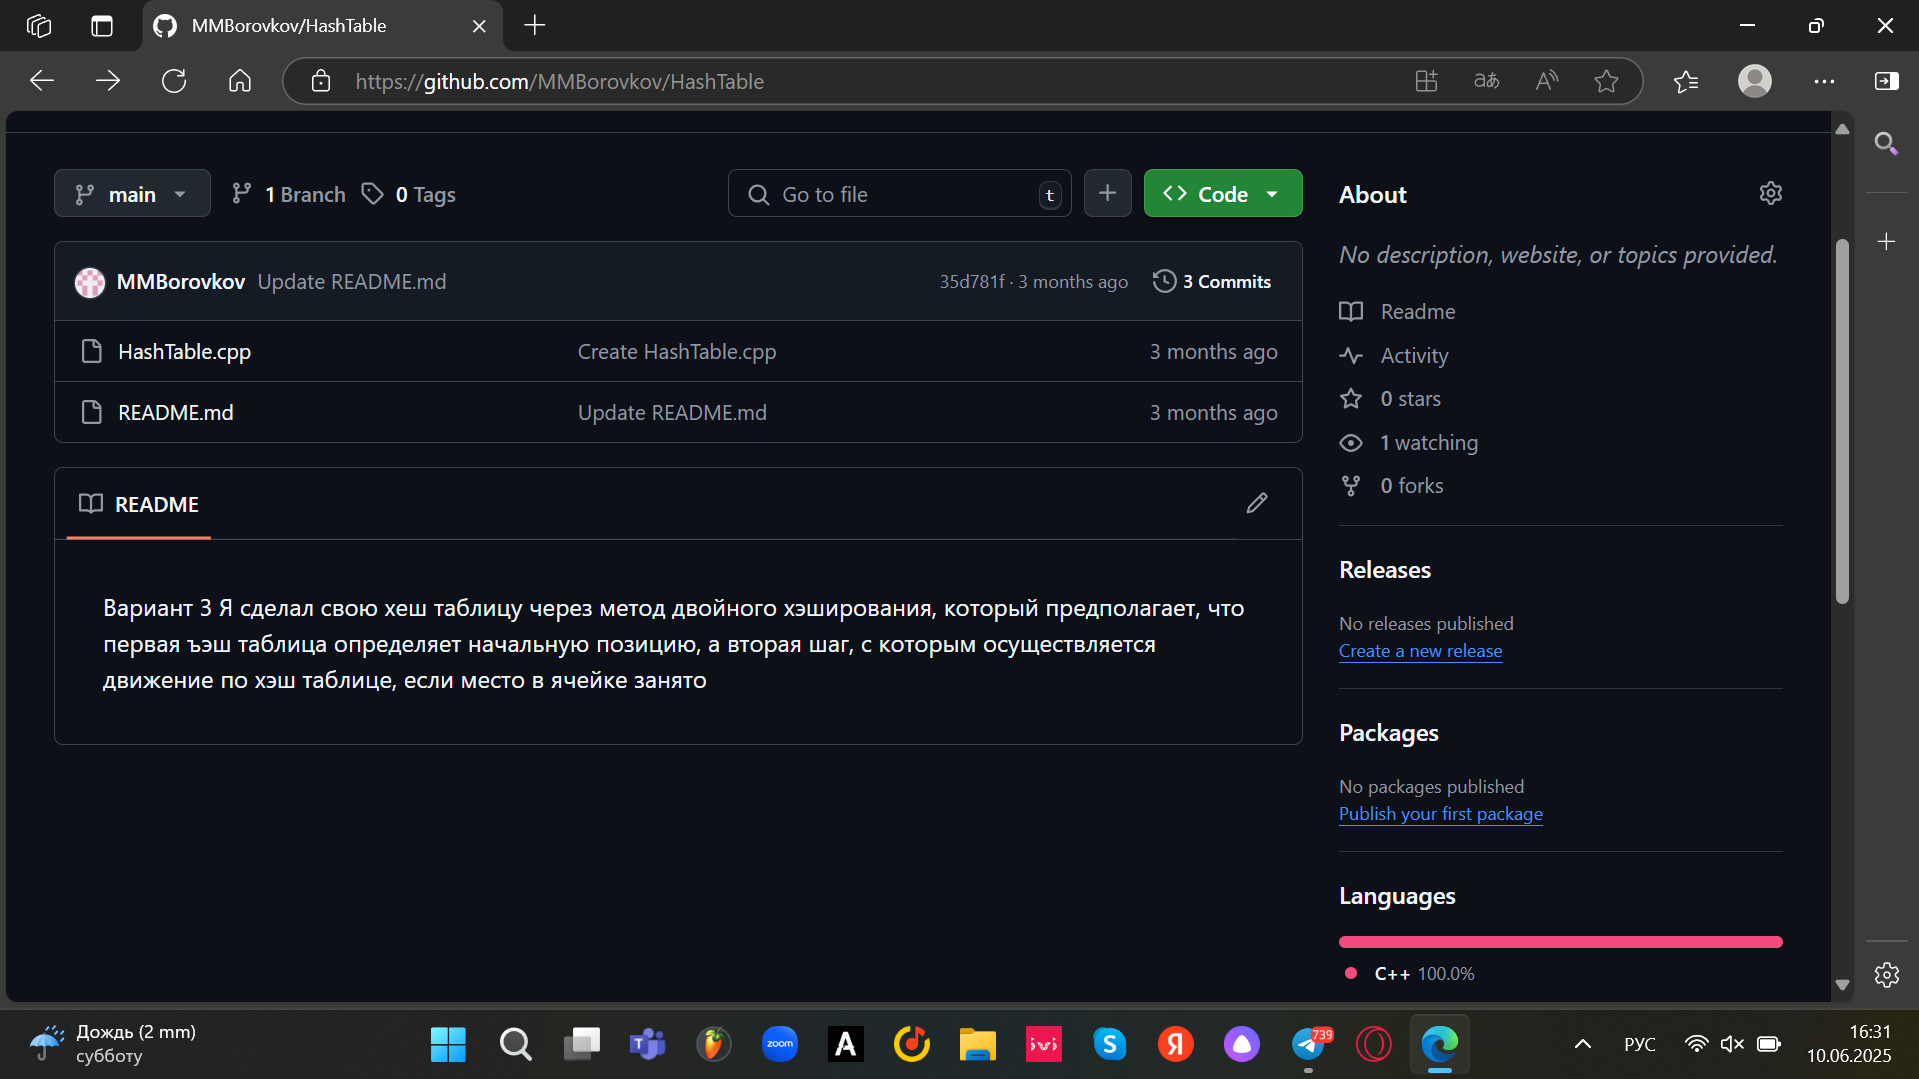 MMBorovkov/HashTable
https://github.com/MMBorovkov/HashTable
main
1 Branch
0 Tags
Go to file
t
Code
MMBorovkov Update README.md 35d781f · 3 months ago 3 Commits
HashTable.cpp Create HashTable.cpp 3 months ago
README.md Update README.md 3 months ago
README
Вариант 3 Я сделал свою хеш таблицу через метод двойного хэширования, который предполагает, что
первая ъэш таблица определяет начальную позицию, а вторая шаг, с которым осуществляется
движение по хэш таблице, если место в ячейке занято
About
No description, website, or topics provided.
Readme
Activity
0 stars
1 watching
0 forks
Releases
No releases published
Create a new release
Packages
No packages published
Publish your first package
Languages
C++ 100.0%
Дождь (2 mm)
субботу
zoom
739
РУС
16:31
10.06.2025